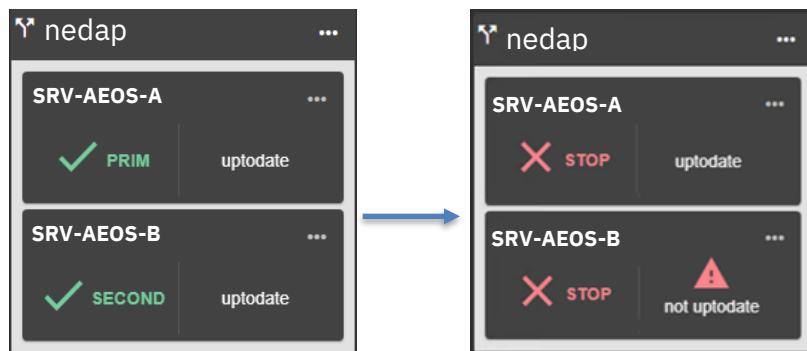 nedap ...
SRV-AEOS-A ...
PRIM uptodate
SRV-AEOS-B ...
SECOND uptodate
nedap ...
SRV-AEOS-A ...
STOP uptodate
SRV-AEOS-B ...
STOP not uptodate